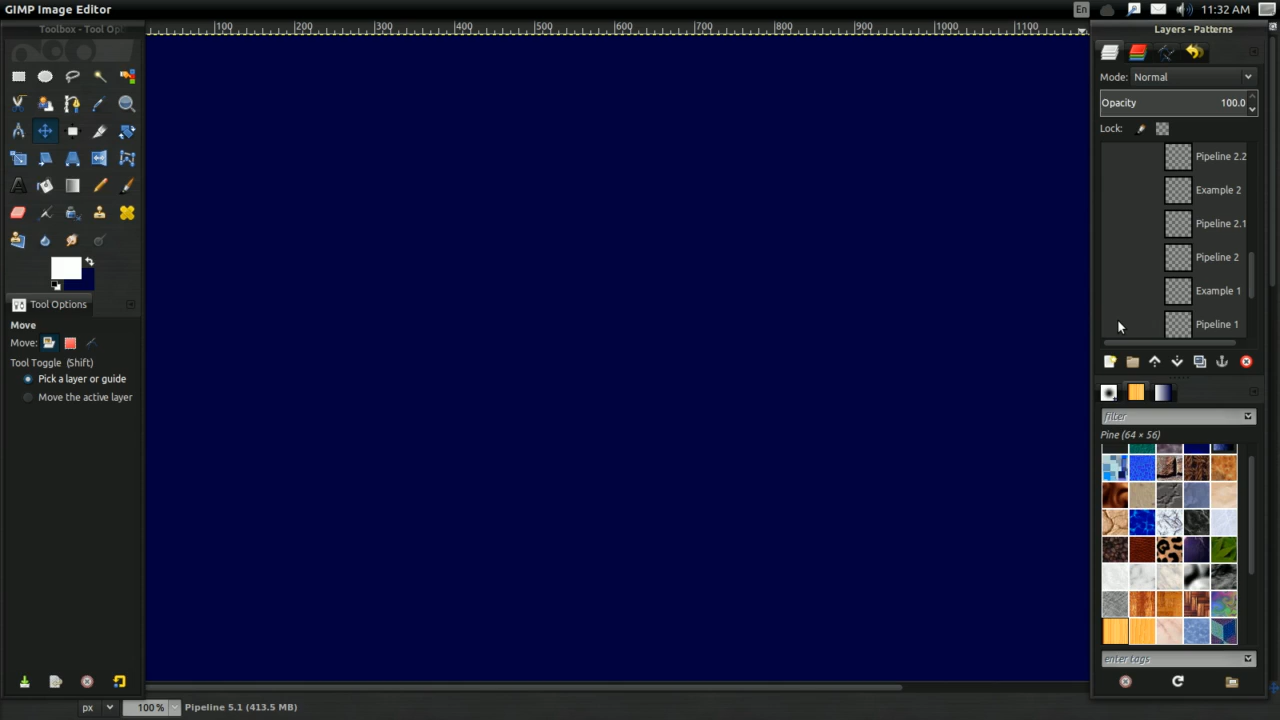 GIMP Image Editor
En
11:32 AM
Toolbox - Tool Opt
100 200 300 400 500 600 700 800 900 1000 1100
Layers - Patterns
Mode: Normal
Opacity 100.0
Lock:
Pipeline 2.2
Example 2
Pipeline 2.1
Pipeline 2
Example 1
Pipeline 1
Tool Options
Move
Move:
Tool Toggle (Shift)
Pick a layer or guide
Move the active layer
filter
Pine (64 × 56)
enter tags
px
100%
Pipeline 5.1 (413.5 MB)